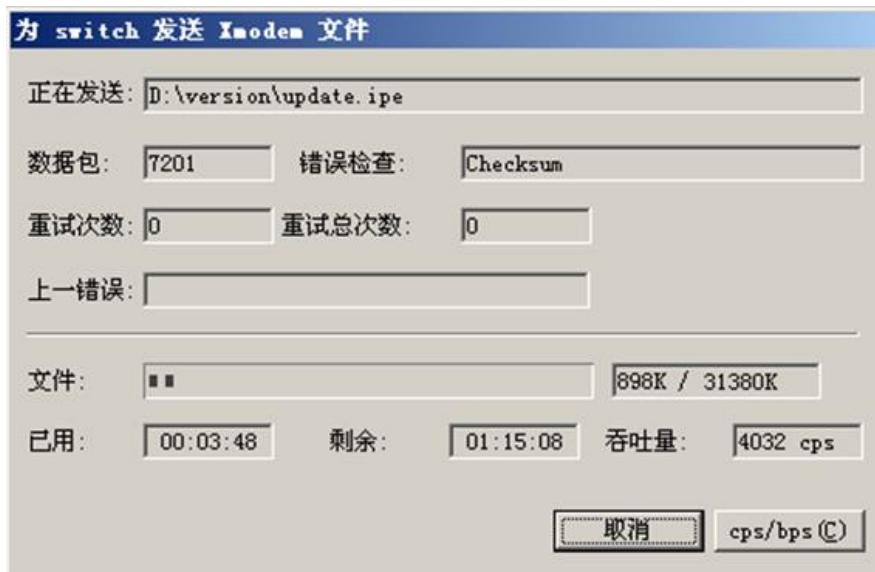 为 switch 发送 Xmodem 文件
正在发送: D:\version\update.ipe
数据包: 7201 错误检查: Checksum
重试次数: 0 重试总次数: 0
上一错误:
文件: 898K / 31380K
已用: 00:03:48 剩余: 01:15:08 吞吐量: 4032 cps
取消 cps/bps(C)